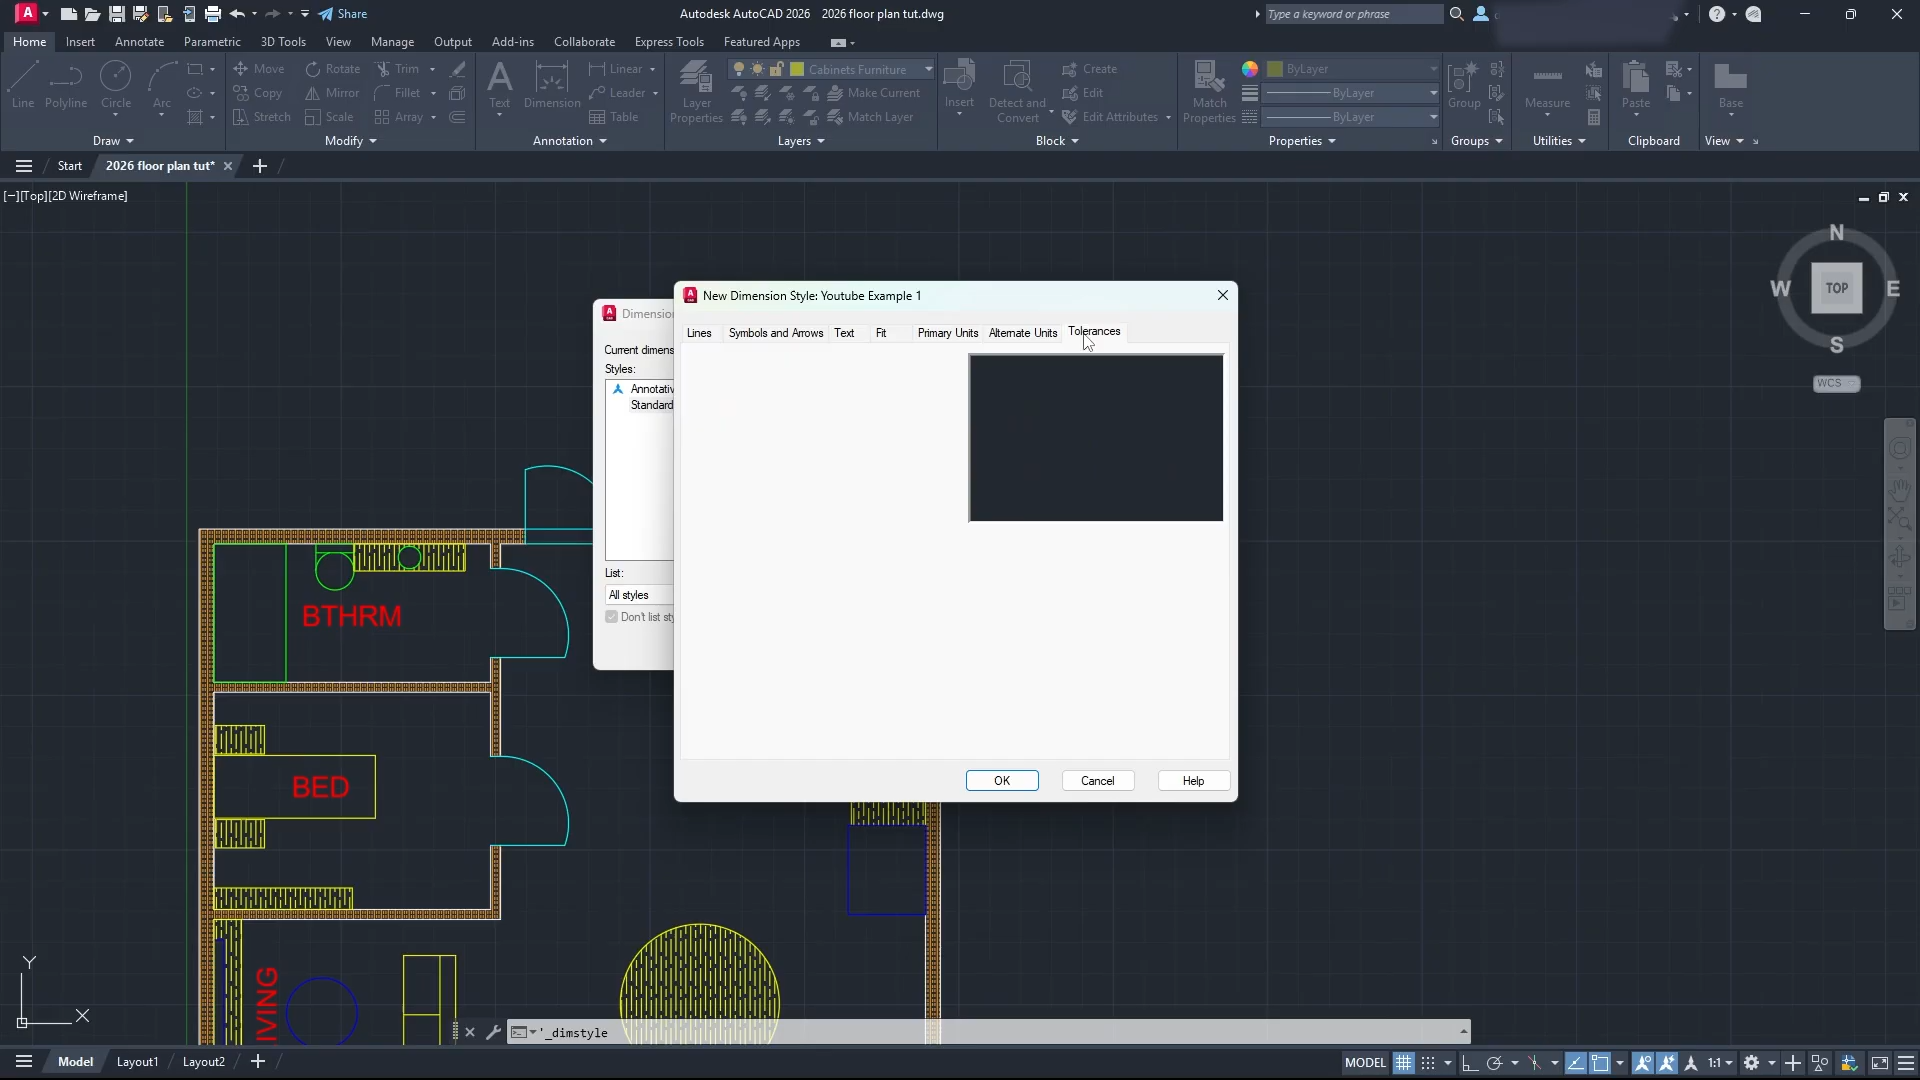 Share
Autodesk AutoCAD 2026 2026 floor plan tut.dwg
Type a keyword or phrase
Home Insert Annotate Parametric 3D Tools View Manage Output Add-ins Collaborate Express Tools Featured Apps
Line Polyline Circle Arc
Move Rotate Trim
Copy Mirror Fillet
Stretch Scale Array
Text Dimension
Linear
Leader
Table
Layer Properties
Cabinets Furniture
Make Current
Match Layer
Insert
Detect and Convert
Create
Edit
Edit Attributes
Match Properties
ByLayer
ByLayer
ByLayer
Group
Measure
Paste
Base
Draw Modify Annotation Layers Block Properties Groups Utilities Clipboard View
Start 2026 floor plan tut*
[−][Top][2D Wireframe]
N
W TOP E
S
WCS
Dimension
Current dimens
Styles:
Annotativ
Standard
List:
All styles
Don't list sty
New Dimension Style: Youtube Example 1
Lines Symbols and Arrows Text Fit Primary Units Alternate Units Tolerances
OK Cancel Help
BTHRM
BED
IVING
Y
X
'_dimstyle
Model Layout1 Layout2
MODEL 1:1